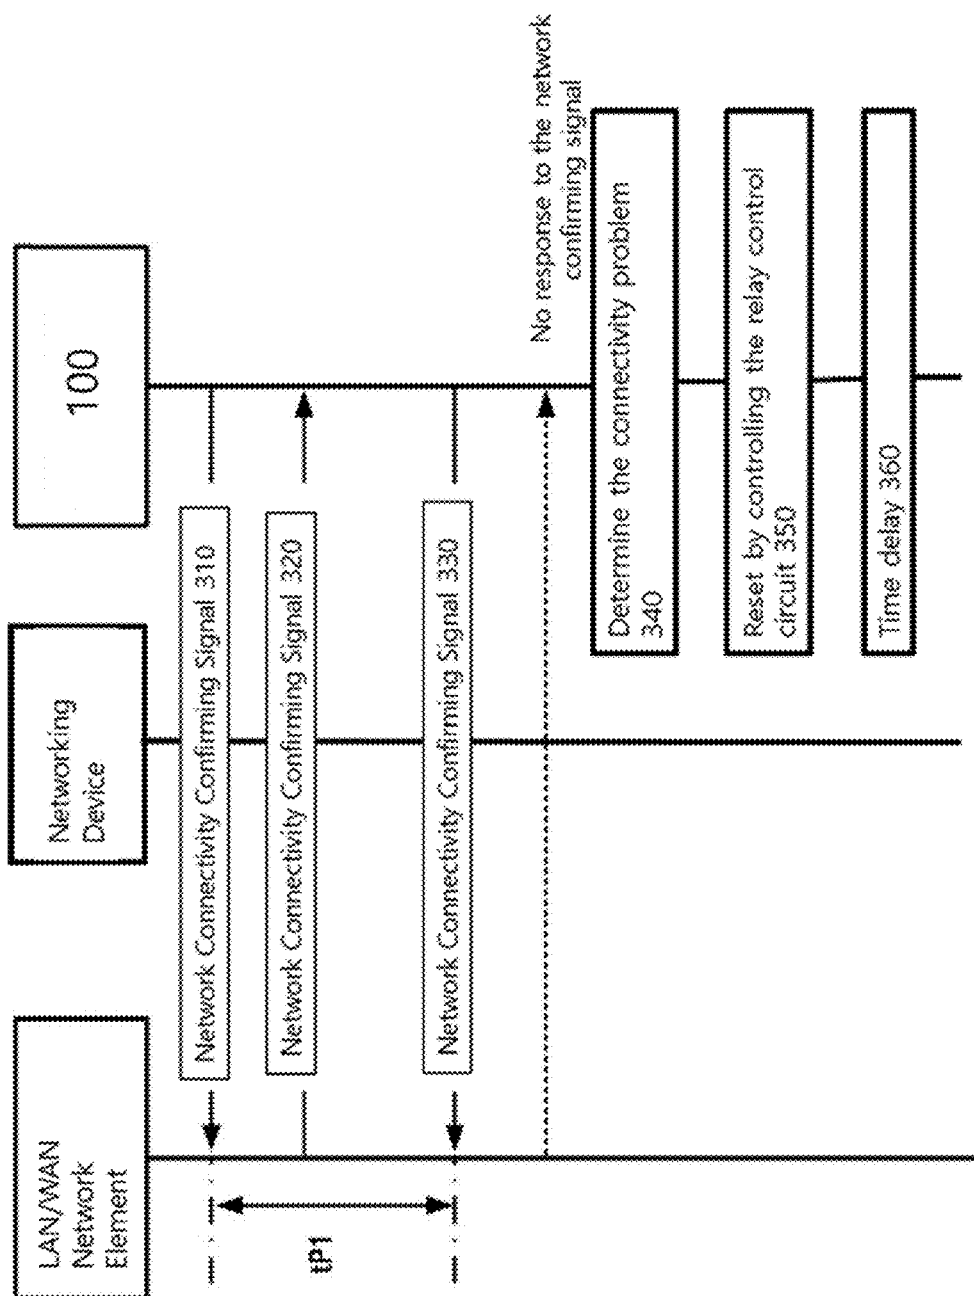 LAN/WAN
Network
Element
Networking
Device
100
Network Connectivity Confirming Signal 310
Network Connectivity Confirming Signal 320
tP1
Network Connectivity Confirming Signal 330
No response to the network
confirming signal
Determine the connectivity problem
340
Reset by controlling the relay control
circuit 350
Time delay 360